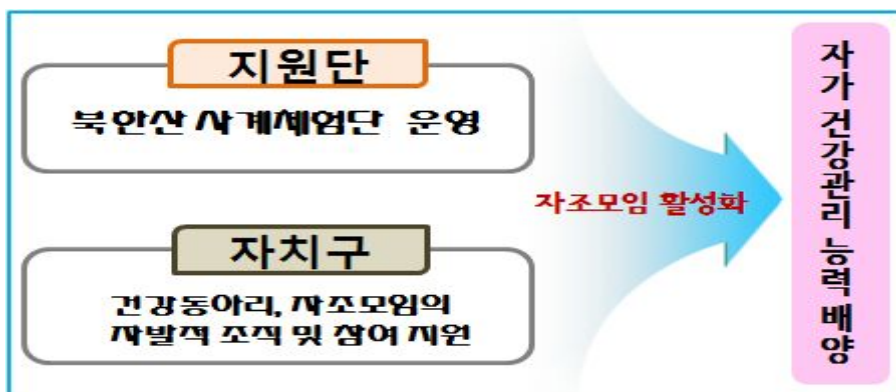 지원단
북한산 사계체험단 운영
자치구
건강동아리, 자조모임의
자발적 조직 및 참여 지원
자조모임 활성화
자가 건강관리 능력 배양